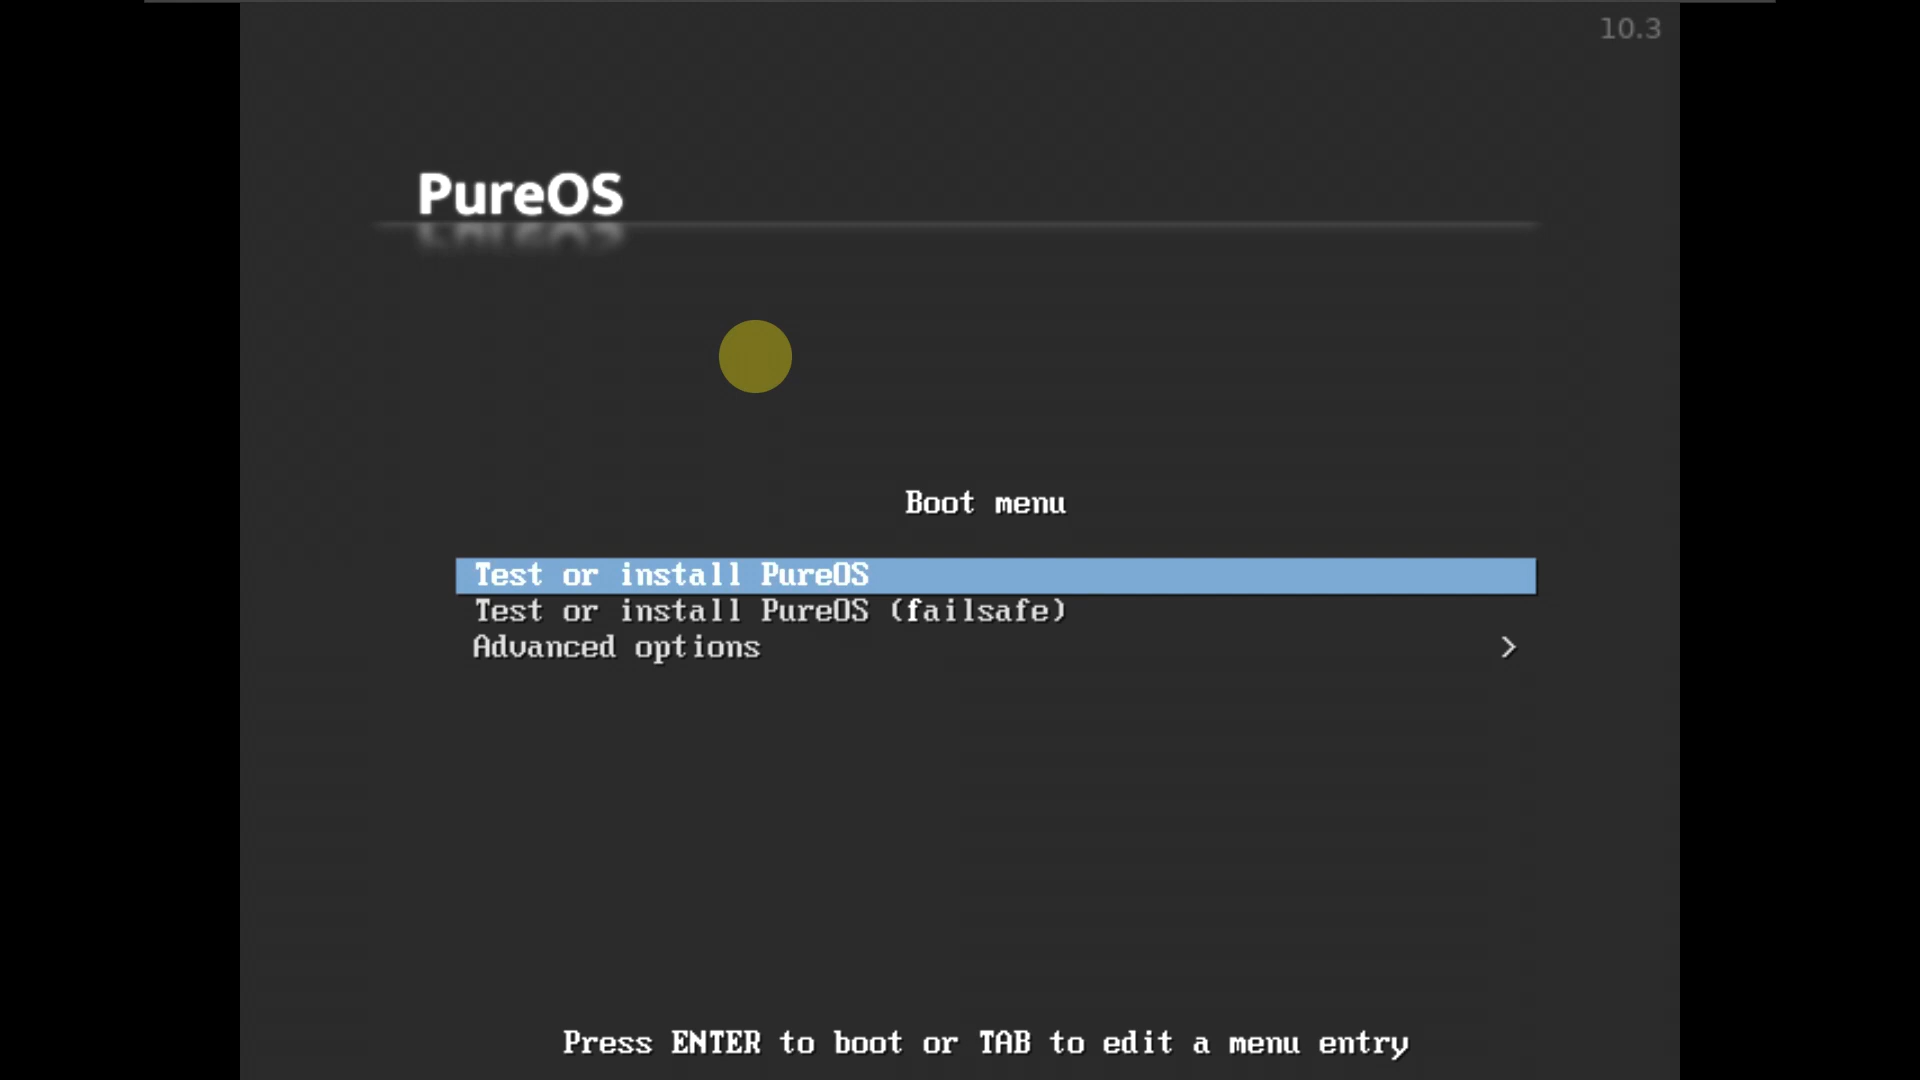 10.3
PureOS
Boot menu
Test or install PureOS
Test or install PureOS (failsafe)
Advanced options >
Press ENTER to boot or TAB to edit a menu entry